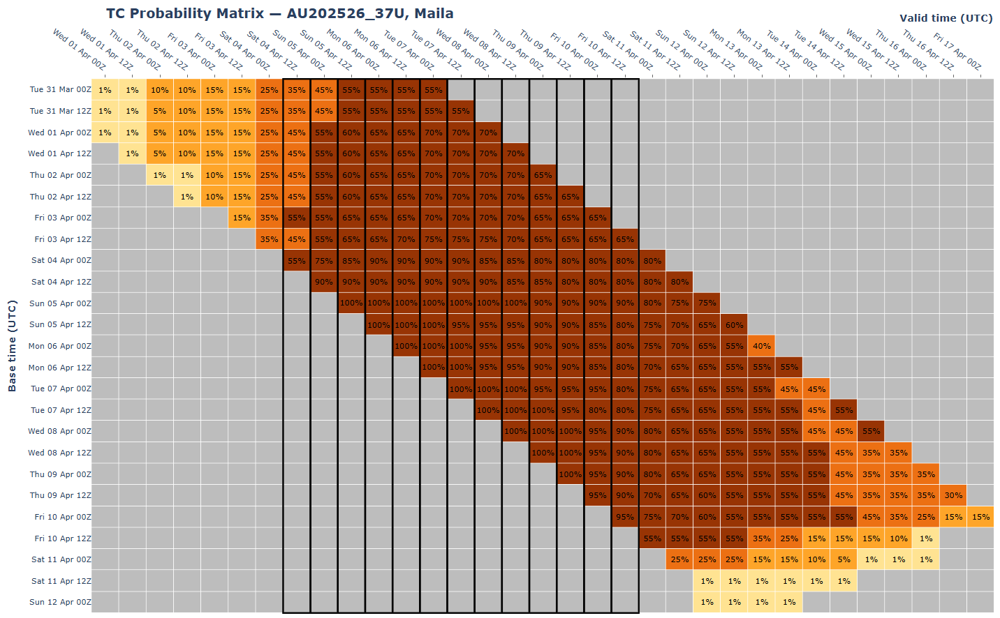 TC Probability Matrix — AU202526_37U, Maila
Valid time (UTC)
Wed 01 Apr 00Z Wed 01 Apr 12Z Thu 02 Apr 00Z Thu 02 Apr 12Z Fri 03 Apr 00Z Fri 03 Apr 12Z Sat 04 Apr 00Z Sat 04 Apr 12Z Sun 05 Apr 00Z Sun 05 Apr 12Z Mon 06 Apr 00Z Mon 06 Apr 12Z Tue 07 Apr 00Z Tue 07 Apr 12Z Wed 08 Apr 00Z Wed 08 Apr 12Z Thu 09 Apr 00Z Thu 09 Apr 12Z Fri 10 Apr 00Z Fri 10 Apr 12Z Sat 11 Apr 00Z Sat 11 Apr 12Z Sun 12 Apr 00Z Sun 12 Apr 12Z Mon 13 Apr 00Z Mon 13 Apr 12Z Tue 14 Apr 00Z Tue 14 Apr 12Z Wed 15 Apr 00Z Wed 15 Apr 12Z Thu 16 Apr 00Z Thu 16 Apr 12Z Fri 17 Apr 00Z
Base time (UTC)
Tue 31 Mar 00Z 1% 1% 10% 10% 15% 15% 25% 35% 45% 55% 55% 55% 55%
Tue 31 Mar 12Z 1% 1% 5% 10% 15% 15% 25% 35% 45% 55% 55% 55% 55% 55%
Wed 01 Apr 00Z 1% 1% 5% 10% 15% 15% 25% 45% 55% 60% 65% 65% 70% 70% 70%
Wed 01 Apr 12Z 1% 5% 10% 15% 15% 25% 45% 55% 60% 65% 65% 70% 70% 70% 70%
Thu 02 Apr 00Z 1% 1% 10% 15% 25% 45% 55% 60% 65% 65% 70% 70% 70% 70% 65%
Thu 02 Apr 12Z 1% 10% 15% 25% 45% 55% 60% 65% 65% 70% 70% 70% 70% 65% 65%
Fri 03 Apr 00Z 15% 35% 55% 55% 65% 65% 65% 70% 70% 70% 70% 65% 65% 65%
Fri 03 Apr 12Z 35% 45% 55% 65% 65% 70% 75% 75% 75% 70% 65% 65% 65% 65%
Sat 04 Apr 00Z 55% 75% 85% 90% 90% 90% 90% 85% 85% 80% 80% 80% 80% 80%
Sat 04 Apr 12Z 90% 90% 90% 90% 90% 90% 90% 85% 85% 80% 80% 80% 80% 80%
Sun 05 Apr 00Z 100% 100% 100% 100% 100% 100% 100% 90% 90% 90% 90% 80% 75% 75%
Sun 05 Apr 12Z 100% 100% 100% 95% 95% 95% 90% 90% 85% 80% 75% 70% 65% 60%
Mon 06 Apr 00Z 100% 100% 100% 95% 95% 90% 90% 85% 80% 75% 70% 65% 55% 40%
Mon 06 Apr 12Z 100% 100% 95% 95% 90% 90% 85% 80% 70% 65% 65% 55% 55% 55%
Tue 07 Apr 00Z 100% 100% 100% 95% 95% 95% 80% 75% 65% 65% 55% 55% 45% 45%
Tue 07 Apr 12Z 100% 100% 100% 95% 80% 80% 75% 65% 65% 55% 55% 55% 45% 55%
Wed 08 Apr 00Z 100% 100% 100% 95% 90% 80% 65% 65% 55% 55% 55% 45% 45% 55%
Wed 08 Apr 12Z 100% 100% 95% 90% 80% 65% 65% 55% 55% 55% 55% 45% 35% 35%
Thu 09 Apr 00Z 100% 95% 90% 80% 65% 65% 55% 55% 55% 55% 45% 35% 35% 35%
Thu 09 Apr 12Z 95% 90% 70% 65% 60% 55% 55% 55% 55% 45% 35% 35% 35% 30%
Fri 10 Apr 00Z 95% 75% 70% 60% 55% 55% 55% 55% 55% 45% 35% 25% 15% 15%
Fri 10 Apr 12Z 55% 55% 55% 55% 35% 25% 15% 15% 15% 10% 1%
Sat 11 Apr 00Z 25% 25% 25% 15% 15% 10% 5% 1% 1% 1%
Sat 11 Apr 12Z 1% 1% 1% 1% 1% 1%
Sun 12 Apr 00Z 1% 1% 1% 1%